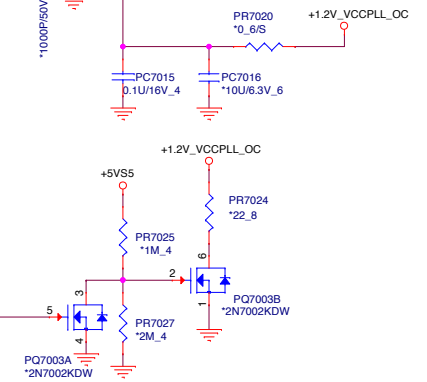 *1000P/50V
PR7020
*0_6/S
+1.2V_VCCPLL_OC
PC7015
0.1U/16V_4
PC7016
*10U/6.3V_6
+1.2V_VCCPLL_OC
+5VS5
PR7024
*22_8
PR7025
*1M_4
6
2
1
3
5
4
PQ7003B
*2N7002KDW
PR7027
*2M_4
PQ7003A
*2N7002KDW